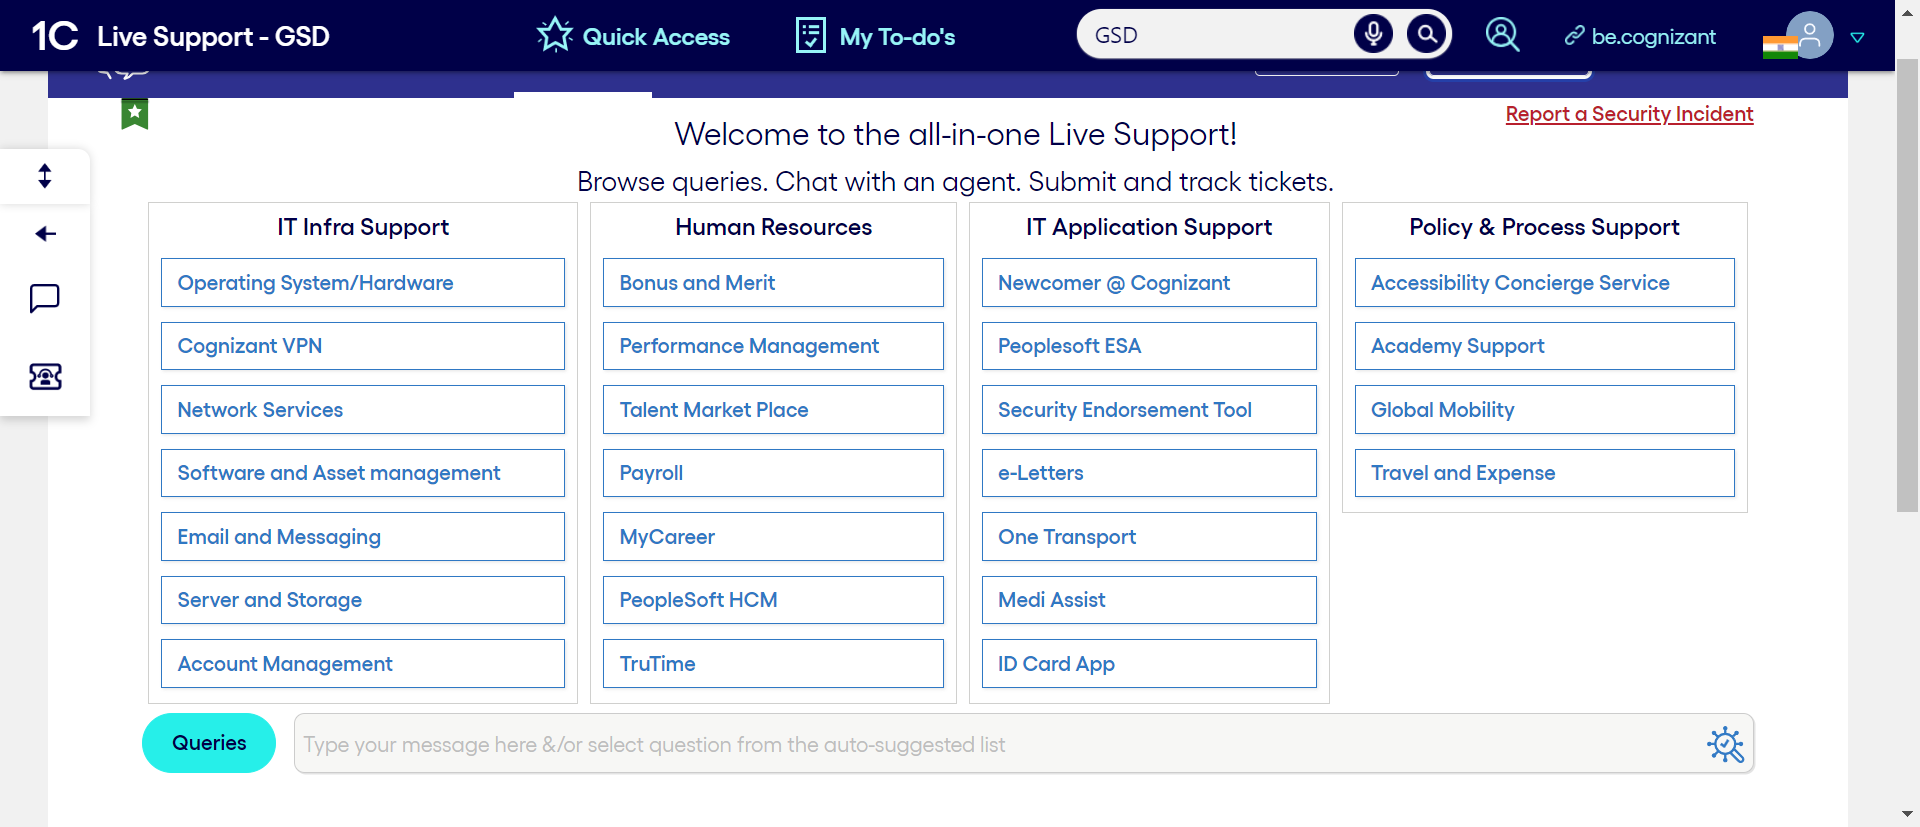 1C Live Support - GSD
Quick Access
My To-do's
GSD
be.cognizant
Report a Security Incident
Welcome to the all-in-one Live Support!
Browse queries. Chat with an agent. Submit and track tickets.
IT Infra Support
Operating System/Hardware
Cognizant VPN
Network Services
Software and Asset management
Email and Messaging
Server and Storage
Account Management
Human Resources
Bonus and Merit
Performance Management
Talent Market Place
Payroll
MyCareer
PeopleSoft HCM
TruTime
IT Application Support
Newcomer @ Cognizant
Peoplesoft ESA
Security Endorsement Tool
e-Letters
One Transport
Medi Assist
ID Card App
Policy & Process Support
Accessibility Concierge Service
Academy Support
Global Mobility
Travel and Expense
Queries
Type your message here &/or select question from the auto-suggested list